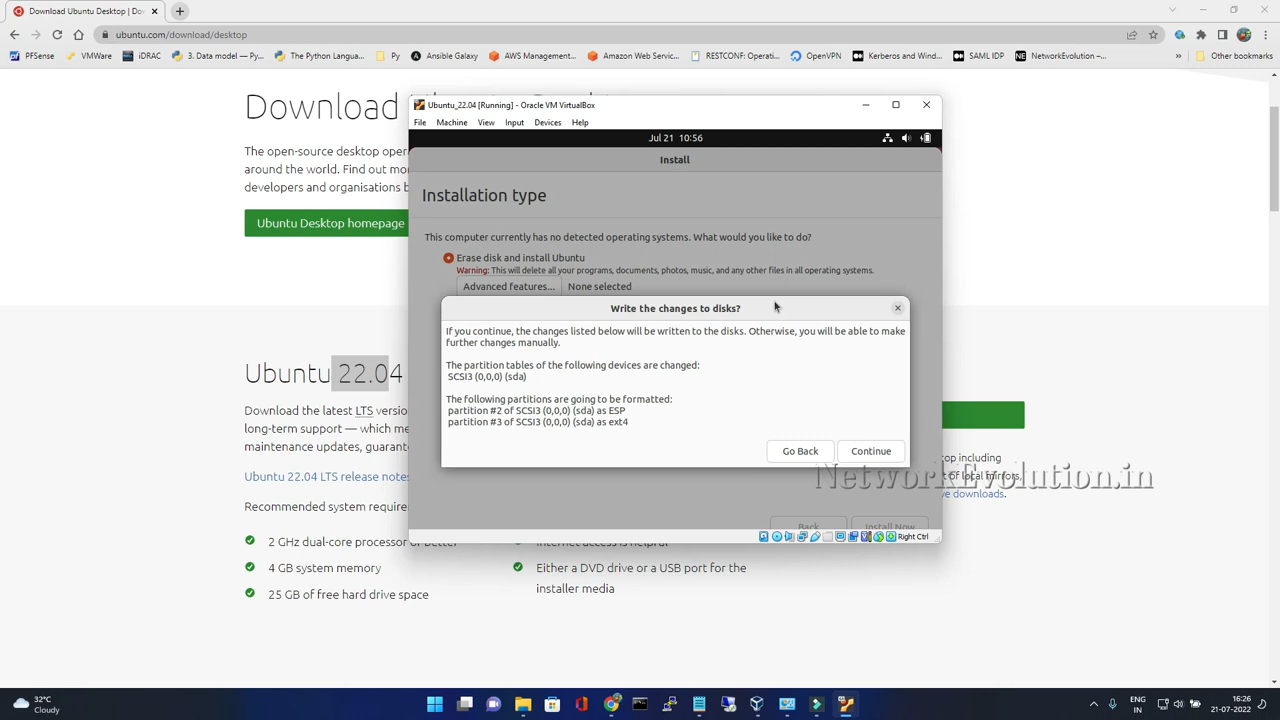 Download Ubuntu Desktop | Do
ubuntu.com/download/desktop
PFSense
VMWare
iDRAC
3. Data model — Py...
The Python Langua...
Py
Ansible Galaxy
AWS Management...
Amazon Web Servic...
RESTCONF: Operati...
OpenVPN
Kerberos and Wind...
SAML IDP
NetworkEvolution –...
»
Other bookmarks
Download
The open-source desktop oper
around the world. Find out mo
developers and organisations b
Ubuntu Desktop homepage
Ubuntu 22.04
Download the latest LTS versio
long-term support — which me
maintenance updates, guarante
Ubuntu 22.04 LTS release notes
Recommended system require
2 GHz dual-core processor or better
4 GB system memory
25 GB of free hard drive space
Internet access is helpful
Either a DVD drive or a USB port for the
installer media
top including
of local mirrors,
ve downloads.
Ubuntu_22.04 [Running] - Oracle VM VirtualBox
File Machine View Input Devices Help
Jul 21 10:56
Install
Installation type
This computer currently has no detected operating systems. What would you like to do?
Erase disk and install Ubuntu
Warning: This will delete all your programs, documents, photos, music, and any other files in all operating systems.
Advanced features... None selected
Write the changes to disks?
If you continue, the changes listed below will be written to the disks. Otherwise, you will be able to make
further changes manually.
The partition tables of the following devices are changed:
SCSI3 (0,0,0) (sda)
The following partitions are going to be formatted:
partition #2 of SCSI3 (0,0,0) (sda) as ESP
partition #3 of SCSI3 (0,0,0) (sda) as ext4
Go Back Continue
Back Install Now
Right Ctrl
NetworkEvolution.in
32°C
Cloudy
ENG
IN
16:26
21-07-2022